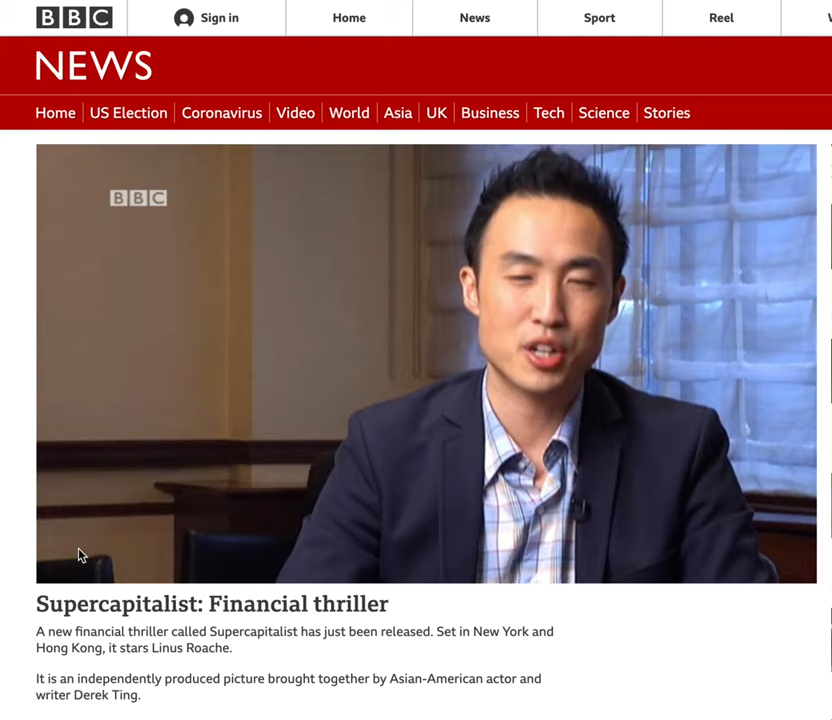 BBC Sign in Home News Sport Reel
NEWS
Home US Election Coronavirus Video World Asia UK Business Tech Science Stories
BBC
Supercapitalist: Financial thriller
A new financial thriller called Supercapitalist has just been released. Set in New York and
Hong Kong, it stars Linus Roache.
It is an independently produced picture brought together by Asian-American actor and
writer Derek Ting.